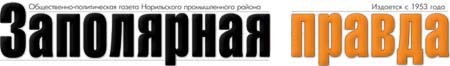 Общественно-политическая газета Норильского промышленного района Издается с 1953 года
Заполярная правда